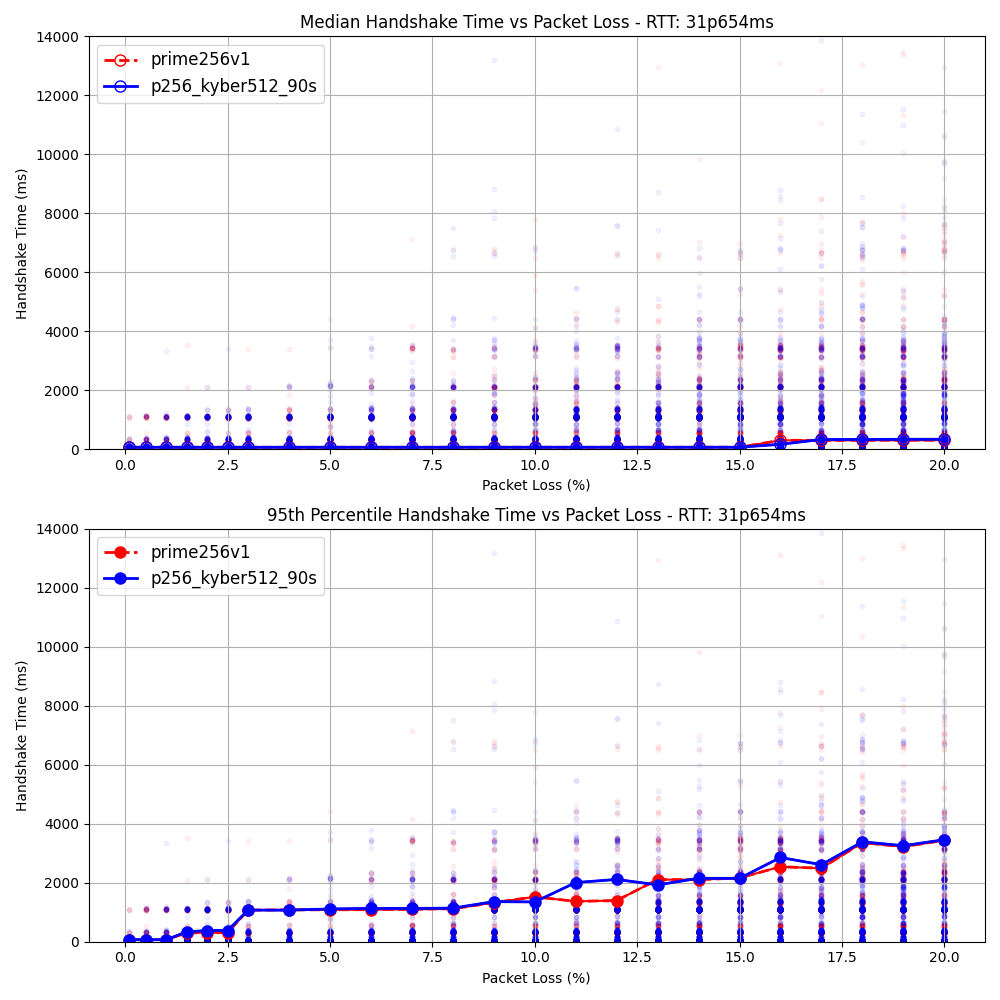 Median Handshake Time vs Packet Loss - RTT: 31p654ms
14000
12000
10000
8000
6000
4000
2000
0
Handshake Time (ms)
prime256v1
p256_kyber512_90s
0.0 2.5 5.0 7.5 10.0 12.5 15.0 17.5 20.0
Packet Loss (%)
95th Percentile Handshake Time vs Packet Loss - RTT: 31p654ms
14000
12000
10000
8000
6000
4000
2000
0
Handshake Time (ms)
prime256v1
p256_kyber512_90s
0.0 2.5 5.0 7.5 10.0 12.5 15.0 17.5 20.0
Packet Loss (%)